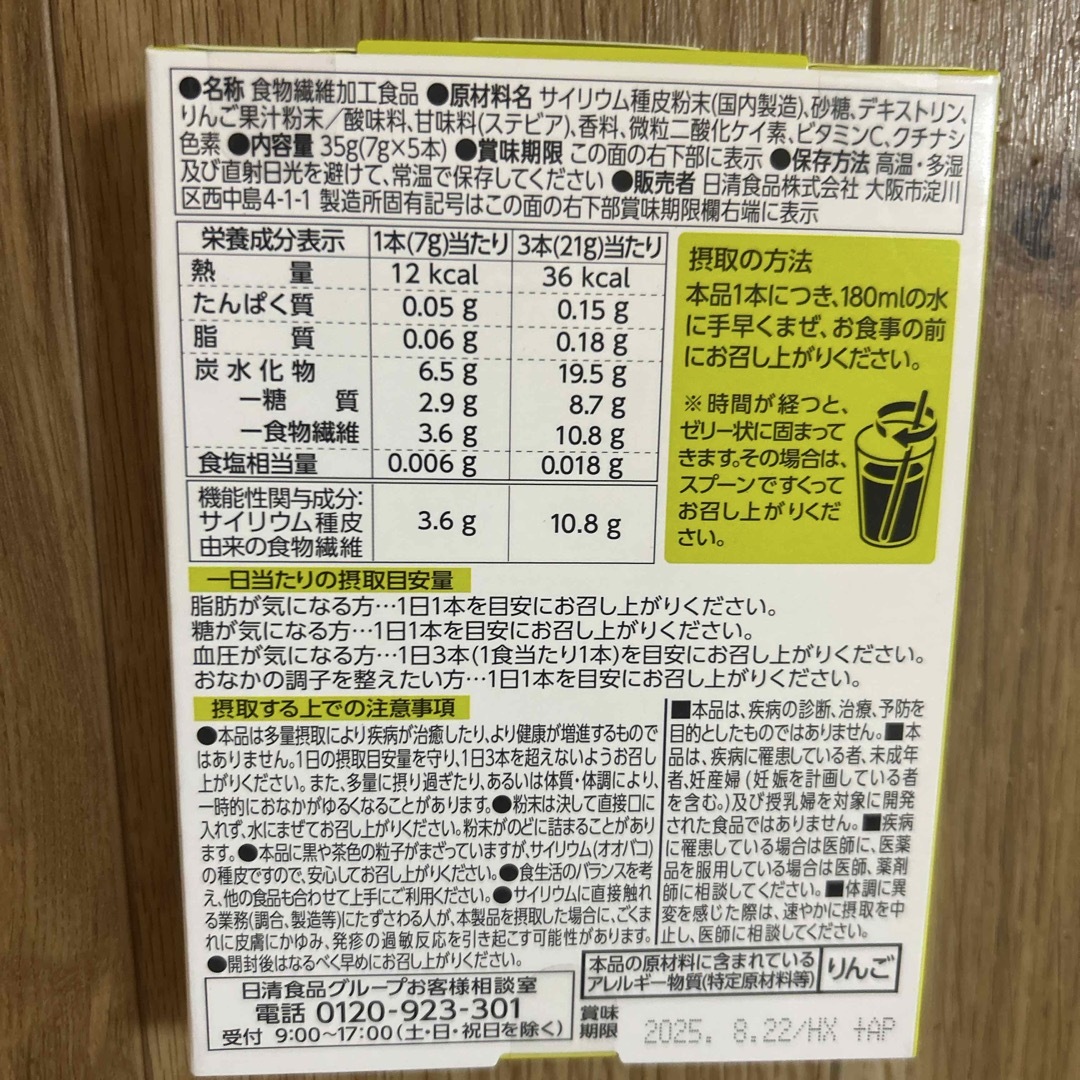 ●名称 食物繊維加工食品 ●原材料名 サイリウム種皮粉末(国内製造)、砂糖、デキストリン、
りんご果汁粉末／酸味料、甘味料(ステビア)、香料、微粒二酸化ケイ素、ビタミンC、クチナシ
色素 ●内容量 35g(7g×5本) ●賞味期限 この面の右下部に表示 ●保存方法 高温・多湿
及び直射日光を避けて、常温で保存してください ●販売者 日清食品株式会社 大阪市淀川
区西中島4-1-1 製造所固有記号はこの面の右下部賞味期限欄右端に表示
栄養成分表示 1本(7g)当たり 3本(21g)当たり
熱量 12 kcal 36 kcal
たんぱく質 0.05 g 0.15 g
脂質 0.06 g 0.18 g
炭水化物 6.5 g 19.5 g
－糖質 2.9 g 8.7 g
－食物繊維 3.6 g 10.8 g
食塩相当量 0.006 g 0.018 g
機能性関与成分:
サイリウム種皮 3.6 g 10.8 g
由来の食物繊維
摂取の方法
本品1本につき、180mlの水
に手早くまぜ、お食事の前
にお召し上がりください。
※時間が経つと、
ゼリー状に固まって
きます。その場合は、
スプーンですくって
お召し上がりくだ
さい。
一日当たりの摂取目安量
脂肪が気になる方…1日1本を目安にお召し上がりください。
糖が気になる方…1日1本を目安にお召し上がりください。
血圧が気になる方…1日3本(1食当たり1本)を目安にお召し上がりください。
おなかの調子を整えたい方…1日1本を目安にお召し上がりください。
摂取する上での注意事項
●本品は多量摂取により疾病が治癒したり、より健康が増進するもので
はありません。1日の摂取目安量を守り、1日3本を超えないようお召し
上がりください。また、多量に摂り過ぎたり、あるいは体質・体調により、
一時的におなかがゆるくなることがあります。●粉末は決して直接口に
入れず、水にまぜてお召し上がりください。粉末がのどに詰まることがあり
ます。●本品に黒や茶色の粒子がまざっていますが、サイリウム(オオバコ)
の種皮ですので、安心してお召し上がりください。●食生活のバランスを考
え、他の食品も合わせて上手にご利用ください。●サイリウムに直接触れ
る業務(調合、製造等)にたずさわる人が、本製品を摂取した場合に、ごくま
れに皮膚にかゆみ、発疹の過敏反応を引き起こす可能性があります。
●開封後はなるべく早めにお召し上がりください。
■本品は、疾病の診断、治療、予防を
目的としたものではありません。■本
品は、疾病に罹患している者、未成年
者、妊産婦(妊娠を計画している者
を含む。)及び授乳婦を対象に開発
された食品ではありません。■疾病
に罹患している場合は医師に、医薬
品を服用している場合は医師、薬剤
師に相談してください。■体調に異
変を感じた際は、速やかに摂取を中
止し、医師に相談してください。
本品の原材料に含まれている
アレルギー物質(特定原材料等)
りんご
日清食品グループお客様相談室
電話 0120-923-301
受付 9:00～17:00(土・日・祝日を除く)
賞味
期限
2025. 8.22/HX tAP